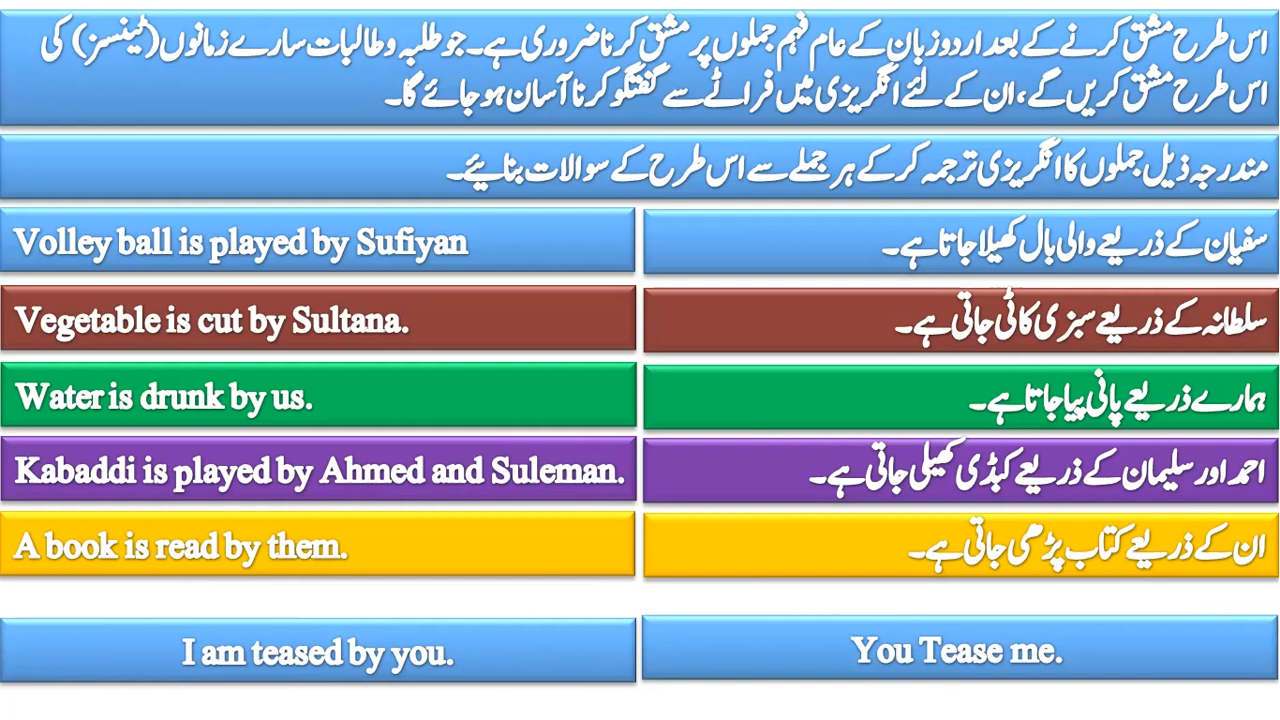 اس طرح مشق کرنے کے بعد اردو زبان کے عام فہم جملوں پر مشق کرنا ضروری ہے۔ جو طلبہ و طالبات سارے زمانوں (ٹینسز) کی
اس طرح مشق کریں گے، ان کے لئے انگریزی میں فراٹے سے گفتگو کرنا آسان ہو جائے گا۔
مندرجہ ذیل جملوں کا انگریزی ترجمہ کر کے ہر جملے سے اس طرح کے سوالات بنائیے۔
Volley ball is played by Sufiyan
سفیان کے ذریعے والی بال کھیلا جاتا ہے۔
Vegetable is cut by Sultana.
سلطانہ کے ذریعے سبزی کاٹی جاتی ہے۔
Water is drunk by us.
ہمارے ذریعے پانی پیا جاتا ہے۔
Kabaddi is played by Ahmed and Suleman.
احمد اور سلیمان کے ذریعے کبڈی کھیلی جاتی ہے۔
A book is read by them.
ان کے ذریعے کتاب پڑھی جاتی ہے۔
I am teased by you.
You Tease me.